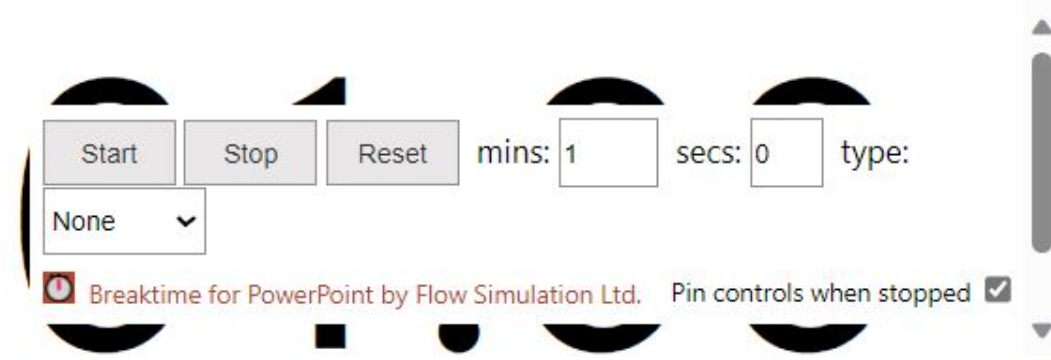 Start Stop Reset mins: 1 secs: 0 type:
None
Breaktime for PowerPoint by Flow Simulation Ltd. Pin controls when stopped